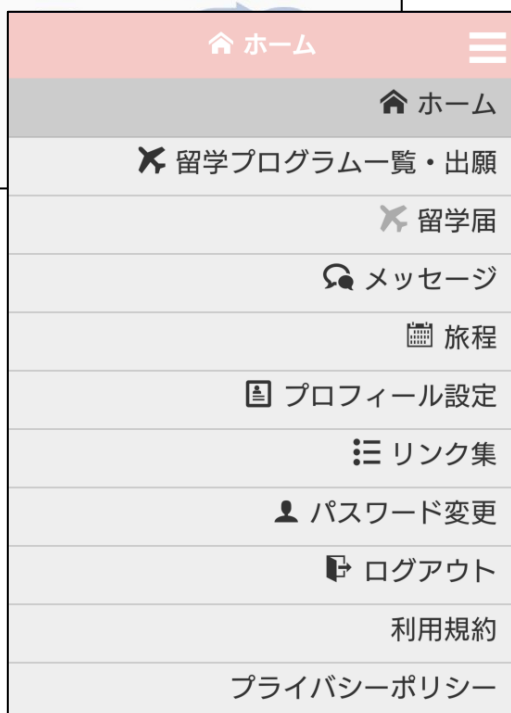 ホーム
ホーム
留学プログラム一覧・出願
留学届
メッセージ
旅程
プロフィール設定
リンク集
パスワード変更
ログアウト
利用規約
プライバシーポリシー